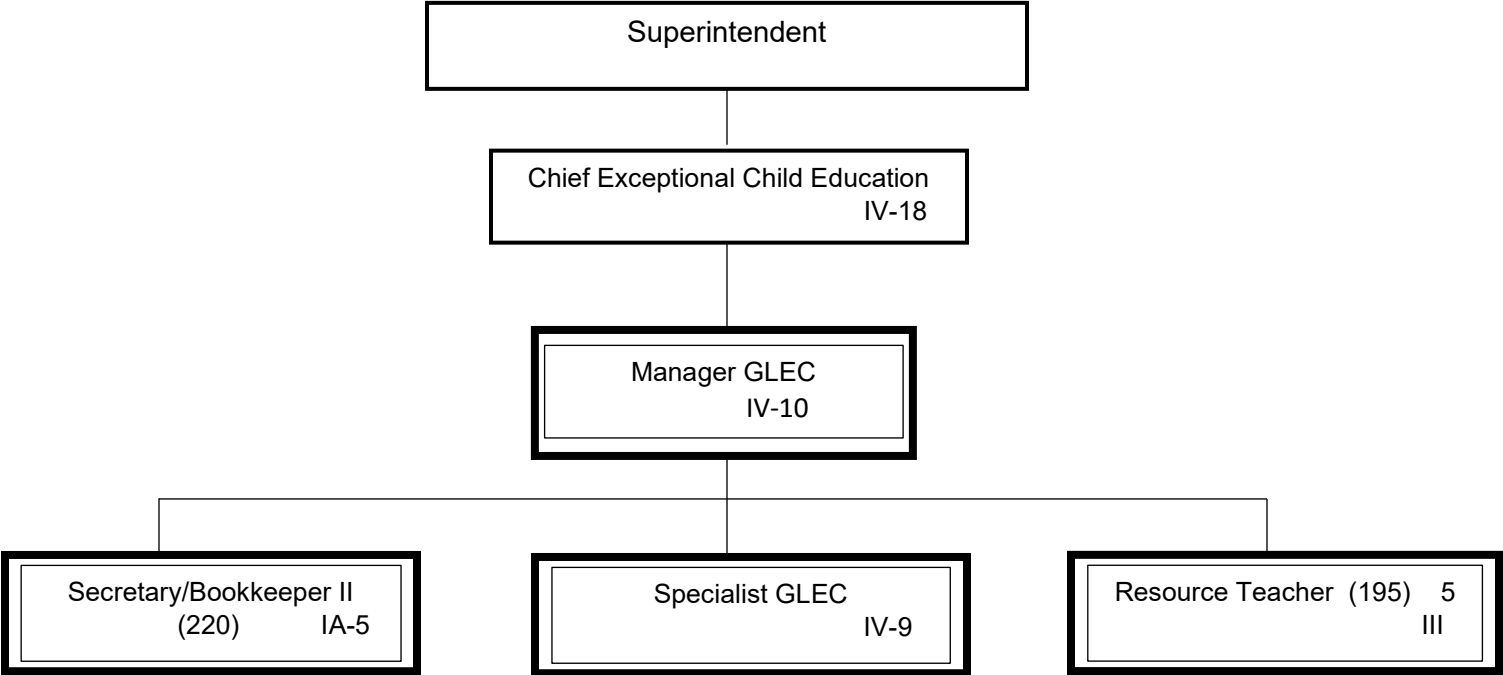 Superintendent
Chief Exceptional Child Education
IV-18
Manager GLEC
IV-10
Secretary/Bookkeeper II
(220) IA-5
Specialist GLEC
IV-9
Resource Teacher (195) 5
III